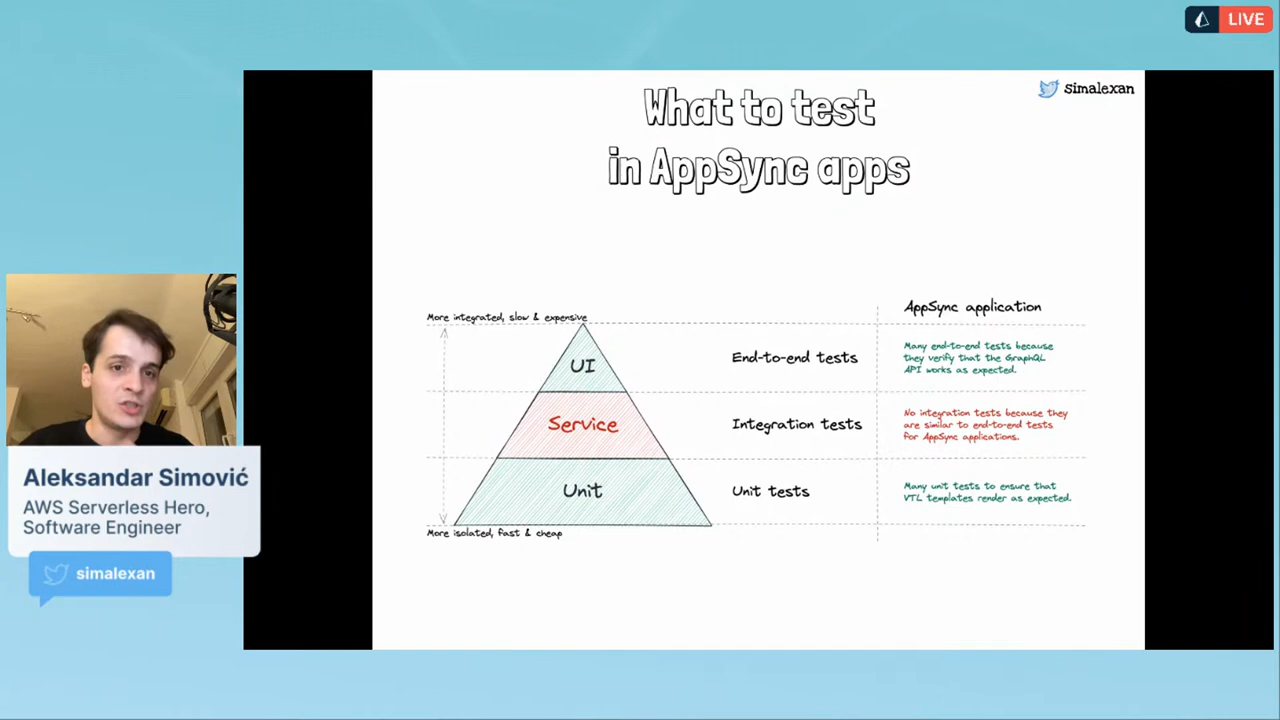 LIVE
What to test
in AppSync apps
simalexan
AppSync application
More integrated, slow & expensive
UI
End-to-end tests
Many end-to-end tests because
they verify that the GraphQL
API works as expected.
Service
Integration tests
No integration tests because they
are similar to end-to-end tests
for AppSync applications.
Unit
Unit tests
Many unit tests to ensure that
VTL templates render as expected.
More isolated, fast & cheap
Aleksandar Simović
AWS Serverless Hero,
Software Engineer
simalexan